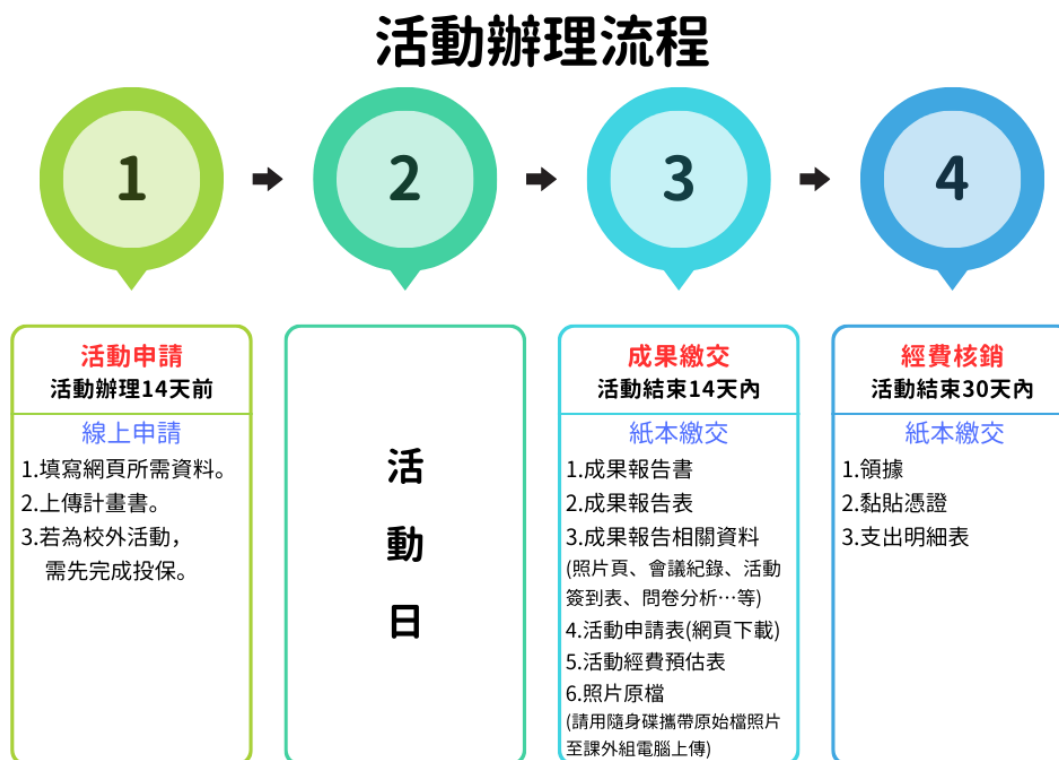 活動辦理流程
1
2
3
4
活動申請
活動辦理14天前
線上申請
1.填寫網頁所需資料。
2.上傳計畫書。
3.若為校外活動，
需先完成投保。
活
動
日
成果繳交
活動結束14天內
紙本繳交
1.成果報告書
2.成果報告表
3.成果報告相關資料
(照片頁、會議紀錄、活動
簽到表、問卷分析…等)
4.活動申請表(網頁下載)
5.活動經費預估表
6.照片原檔
(請用隨身碟攜帶原始檔照片
至課外組電腦上傳)
經費核銷
活動結束30天內
紙本繳交
1.領據
2.黏貼憑證
3.支出明細表